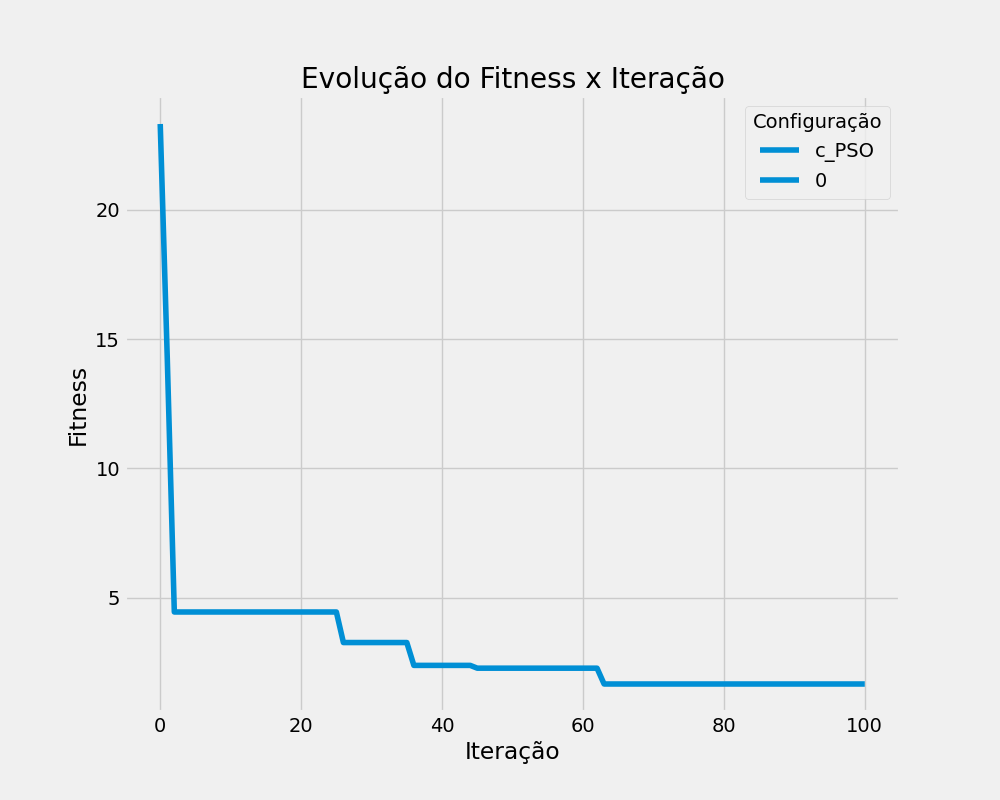 Evolução do Fitness x Iteração
Configuração
c_PSO
0
Fitness
20
15
10
5
0 20 40 60 80 100
Iteração